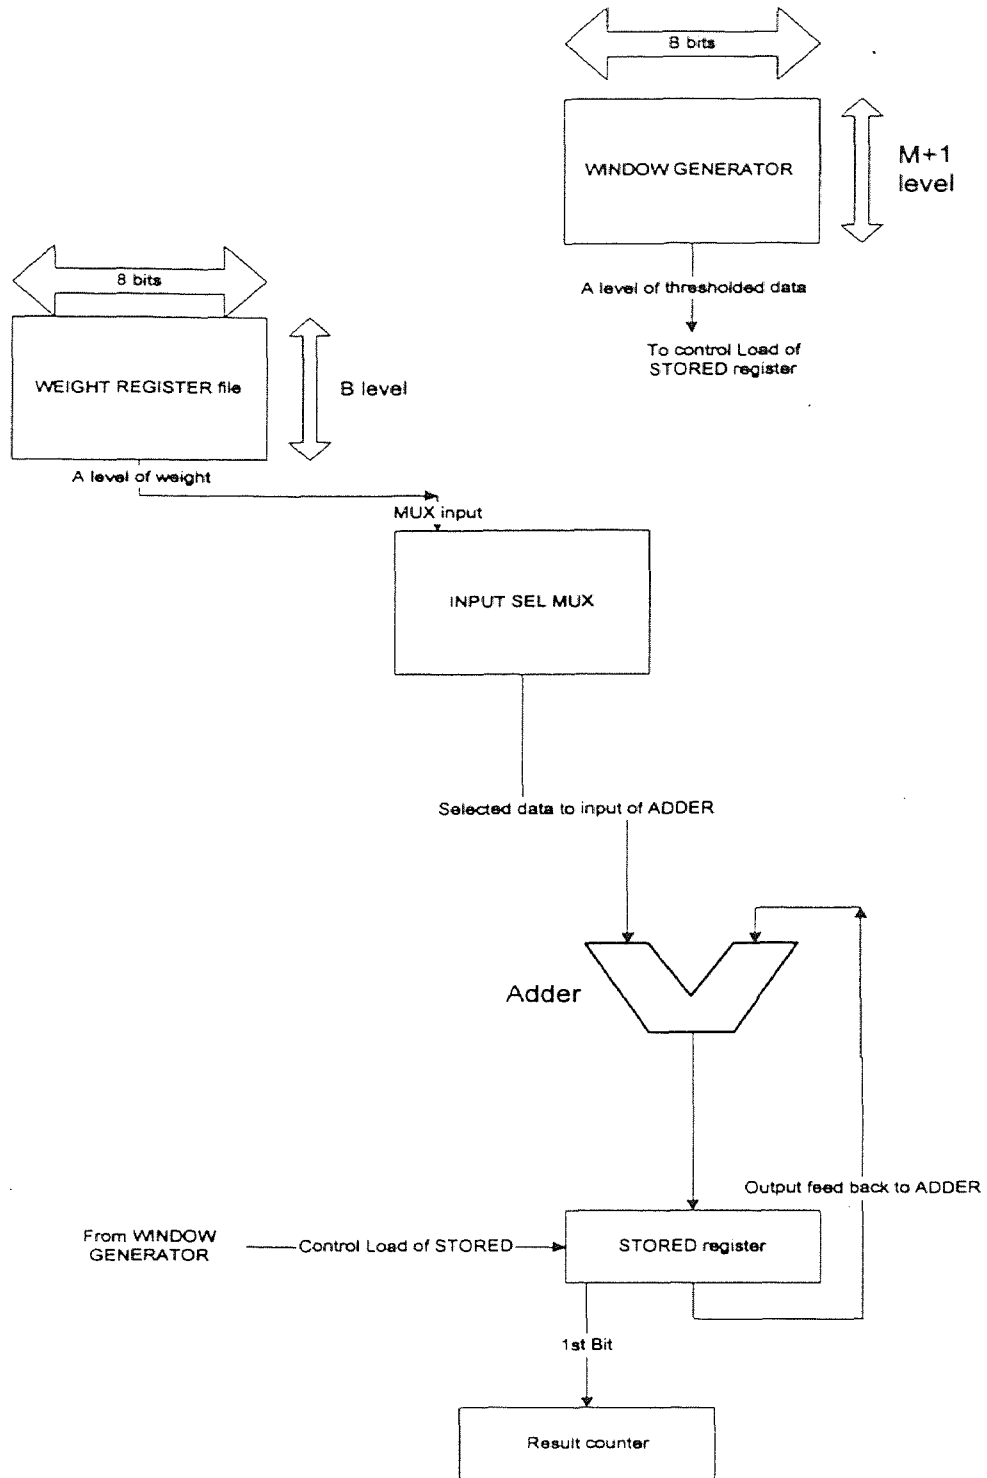 8 bits
WINDOW GENERATOR
M+1
level
A level of thresholded data
To control Load of
STORED register
8 bits
WEIGHT REGISTER file
B level
A level of weight
MUX input
INPUT SEL MUX
Selected data to input of ADDER
Adder
Output feed back to ADDER
From WINDOW
GENERATOR
Control Load of STORED
STORED register
1st Bit
Result counter